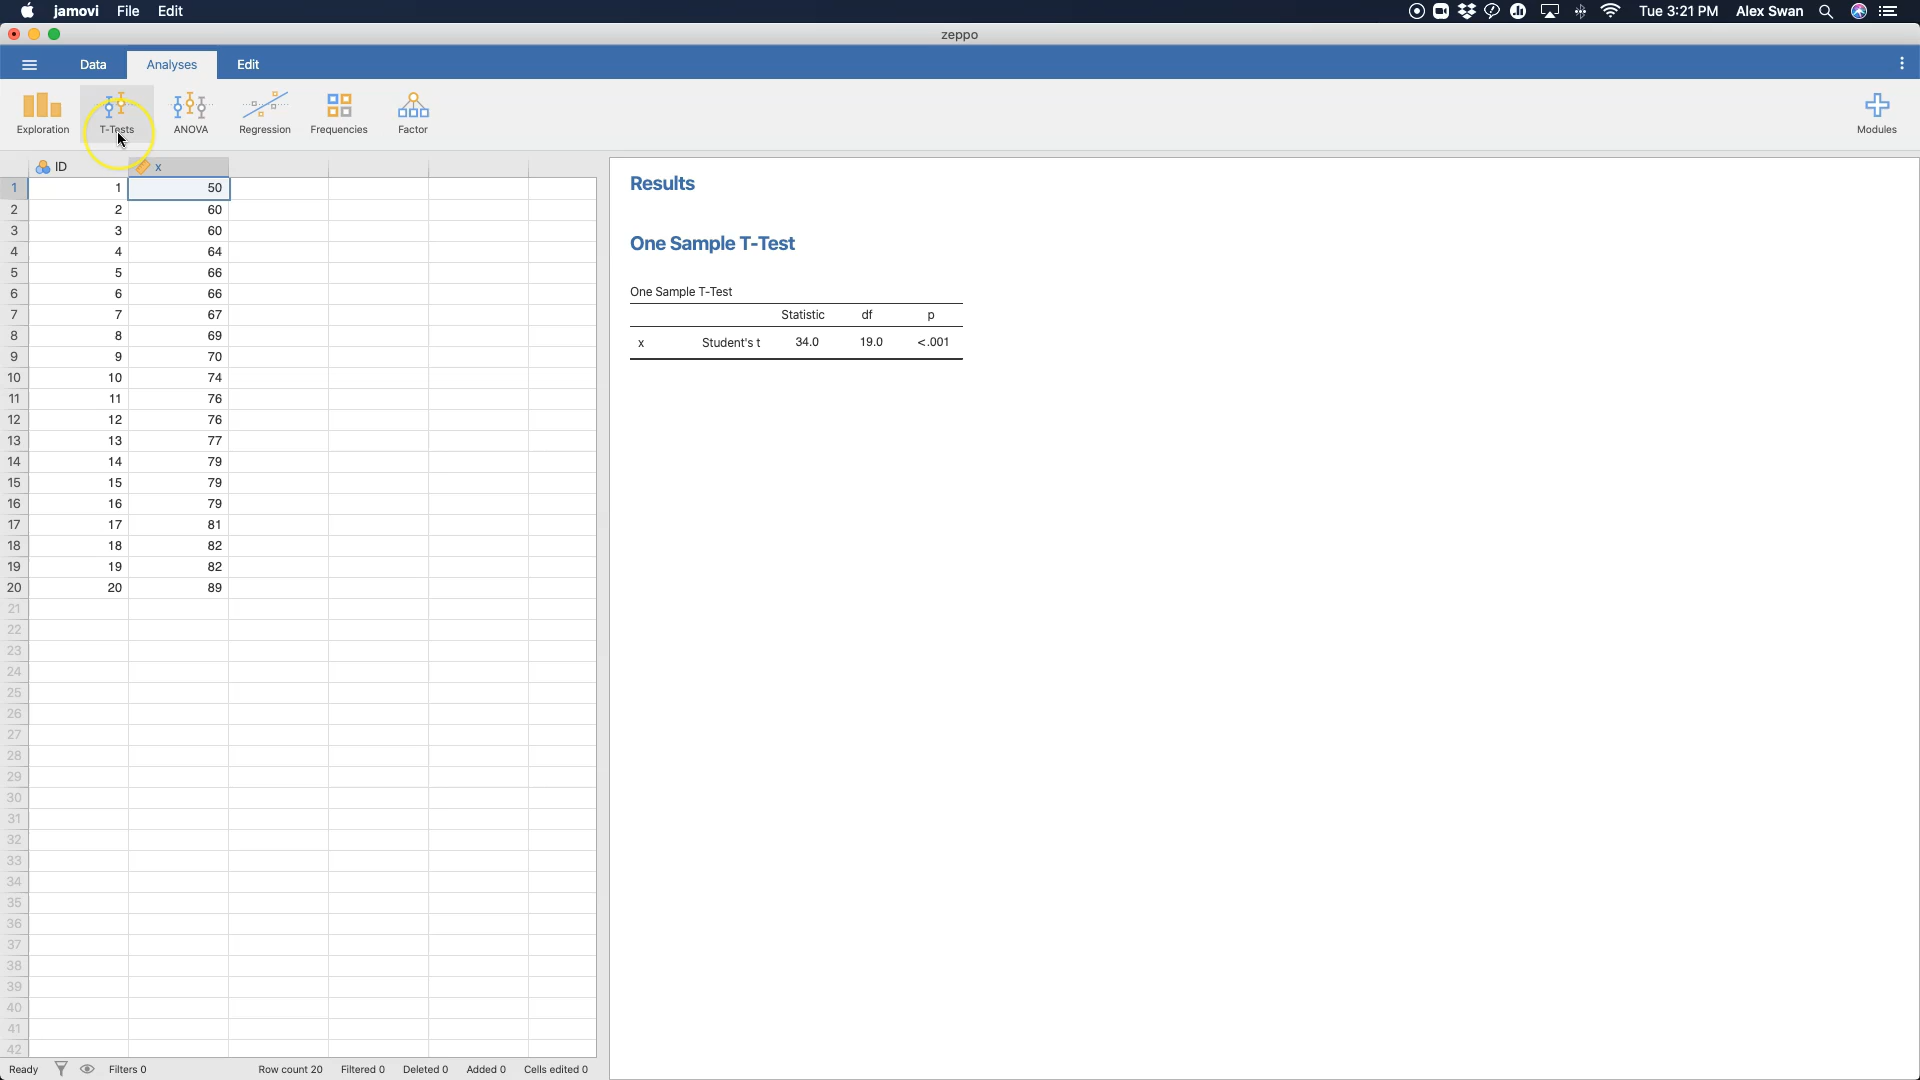 jamovi File Edit Tue 3:21 PM Alex Swan
zeppo
Data Analyses Edit
Exploration T-Tests ANOVA Regression Frequencies Factor Modules
ID x
1 1 50
2 2 60
3 3 60
4 4 64
5 5 66
6 6 66
7 7 67
8 8 69
9 9 70
10 10 74
11 11 76
12 12 76
13 13 77
14 14 79
15 15 79
16 16 79
17 17 81
18 18 82
19 19 82
20 20 89
21
22
23
24
25
26
27
28
29
30
31
32
33
34
35
36
37
38
39
40
41
42
Ready Filters 0 Row count 20 Filtered 0 Deleted 0 Added 0 Cells edited 0
Results
One Sample T-Test
One Sample T-Test
Statistic df p
x Student's t 34.0 19.0 <.001